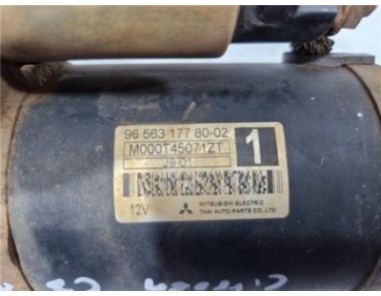 96 563 177 80-02
M000T45071ZT
1
12V
MITSUBISHI ELECTRIC
THAI AUTO-PARTS CO.,LTD.